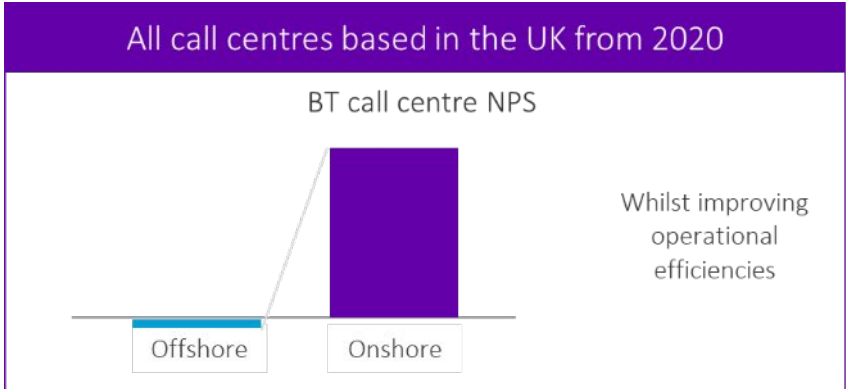 All call centres based in the UK from 2020
BT call centre NPS
Whilst improving
operational
efficiencies
Offshore
Onshore